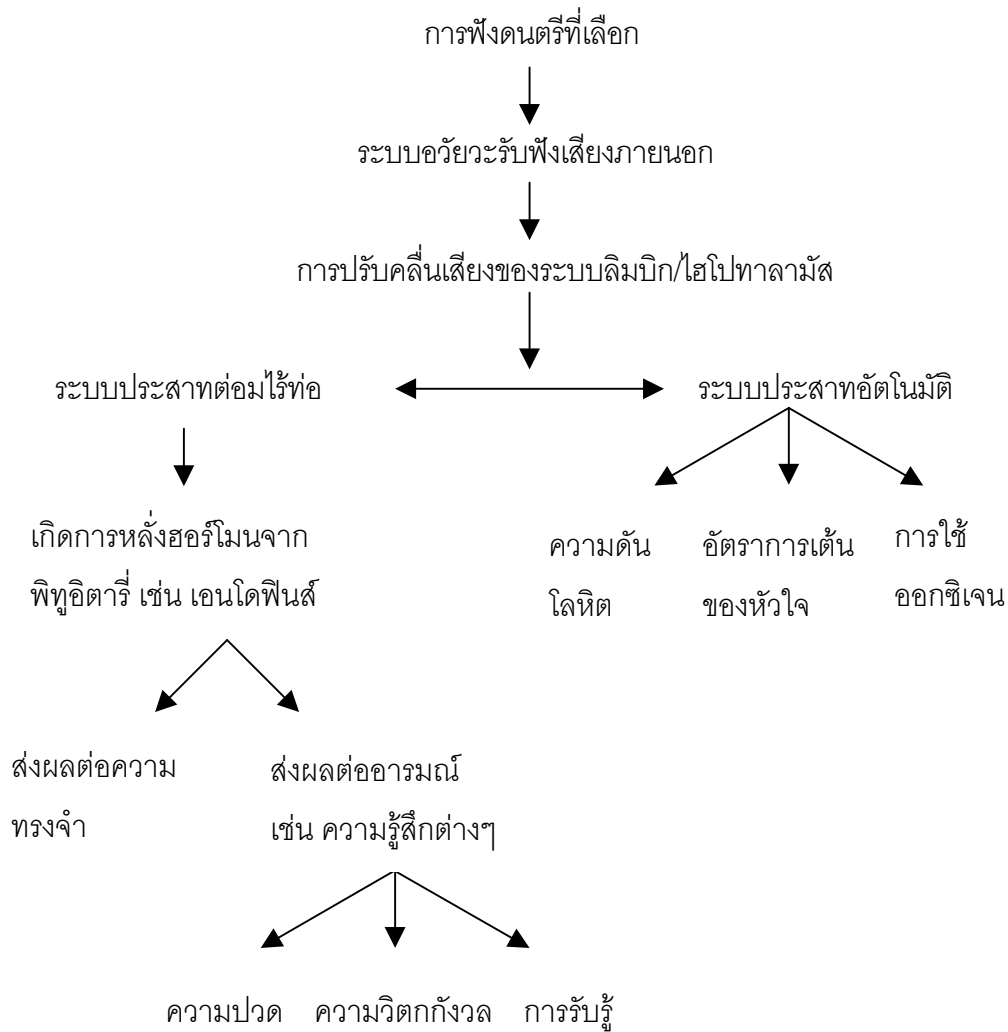 การฟังดนตรีที่เลือก
ระบบอวัยวะรับฟังเสียงภายนอก
การปรับคลื่นเสียงของระบบลิมบิก/ไฮโปทาลามัส
ระบบประสาทต่อมไร้ท่อ
ระบบประสาทอัตโนมัติ
เกิดการหลั่งฮอร์โมนจาก
พิทูอิตารี่ เช่น เอนโดฟินส์
ความดัน
โลหิต
อัตราการเต้น
ของหัวใจ
การใช้
ออกซิเจน
ส่งผลต่อความ
ทรงจำ
ส่งผลต่ออารมณ์
เช่น ความรู้สึกต่างๆ
ความปวด
ความวิตกกังวล
การรับรู้